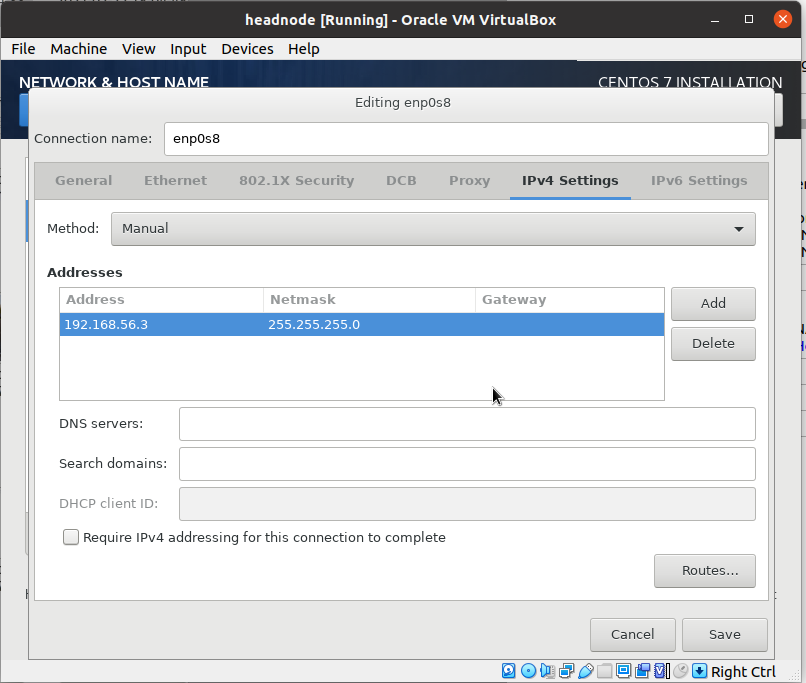 headnode [Running] - Oracle VM VirtualBox
File Machine View Input Devices Help
NETWORK & HOST NAME CENTOS 7 INSTALLATION
Editing enp0s8
Connection name: enp0s8
General Ethernet 802.1X Security DCB Proxy IPv4 Settings IPv6 Settings
Method: Manual
Addresses
Address Netmask Gateway
192.168.56.3 255.255.255.0
Add
Delete
DNS servers:
Search domains:
DHCP client ID:
Require IPv4 addressing for this connection to complete
Routes...
Cancel Save
Right Ctrl